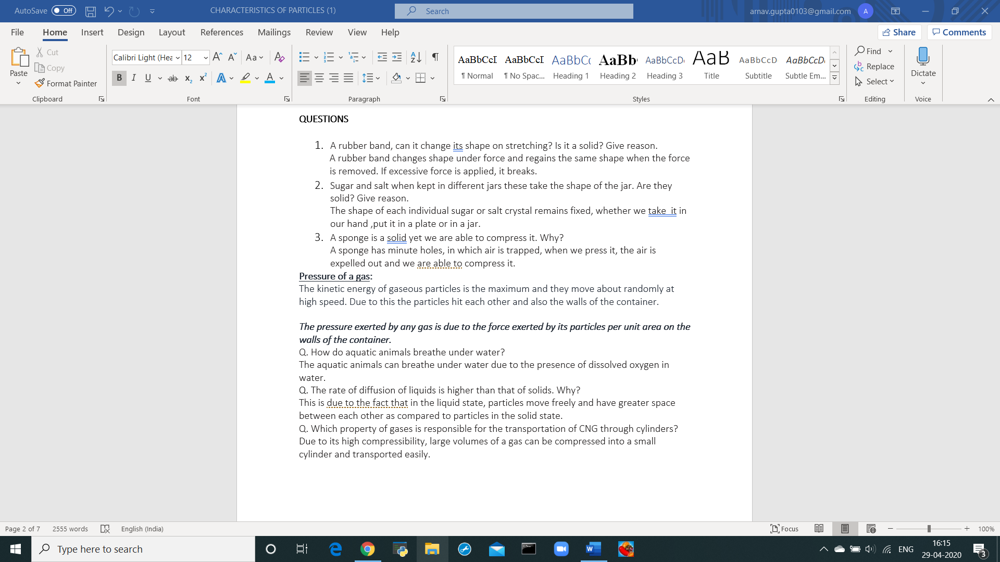 AutoSave Off
CHARACTERISTICS OF PARTICLES (1)
Search
arnav.gupta0103@gmail.com A
File Home Insert Draw Design Layout References Mailings Review View Help Share Comments
Paste
Cut
Copy
Format Painter
Clipboard
Calibri Light (Hea 12
Font
Paragraph
AaBbCcI AaBbCcI AaBbCc AaBb AaBbCcD AaB AaBbCcD AaBbCcD
¶ Normal ¶ No Spac... Heading 1 Heading 2 Heading 3 Title Subtitle Subtle Em...
Styles
Find
Replace
Select
Editing
Dictate
Voice
QUESTIONS
1. A rubber band, can it change its shape on stretching? Is it a solid? Give reason.
A rubber band changes shape under force and regains the same shape when the force
is removed. If excessive force is applied, it breaks.
2. Sugar and salt when kept in different jars these take the shape of the jar. Are they
solid? Give reason.
The shape of each individual sugar or salt crystal remains fixed, whether we take it in
our hand ,put it in a plate or in a jar.
3. A sponge is a solid yet we are able to compress it. Why?
A sponge has minute holes, in which air is trapped, when we press it, the air is
expelled out and we are able to compress it.
Pressure of a gas:
The kinetic energy of gaseous particles is the maximum and they move about randomly at
high speed. Due to this the particles hit each other and also the walls of the container.
The pressure exerted by any gas is due to the force exerted by its particles per unit area on the
walls of the container.
Q. How do aquatic animals breathe under water?
The aquatic animals can breathe under water due to the presence of dissolved oxygen in
water.
Q. The rate of diffusion of liquids is higher than that of solids. Why?
This is due to the fact that in the liquid state, particles move freely and have greater space
between each other as compared to particles in the solid state.
Q. Which property of gases is responsible for the transportation of CNG through cylinders?
Due to its high compressibility, large volumes of a gas can be compressed into a small
cylinder and transported easily.
Page 2 of 7 2555 words English (India) Focus 100%
Type here to search
ENG
16:15
29-04-2020
3